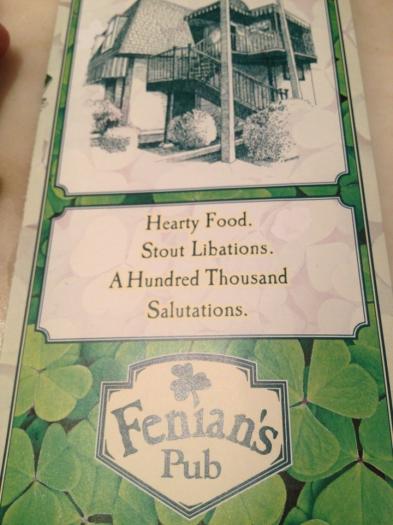 Hearty Food.
Stout Libations.
A Hundred Thousand
Salutations.
Fenian's
Pub